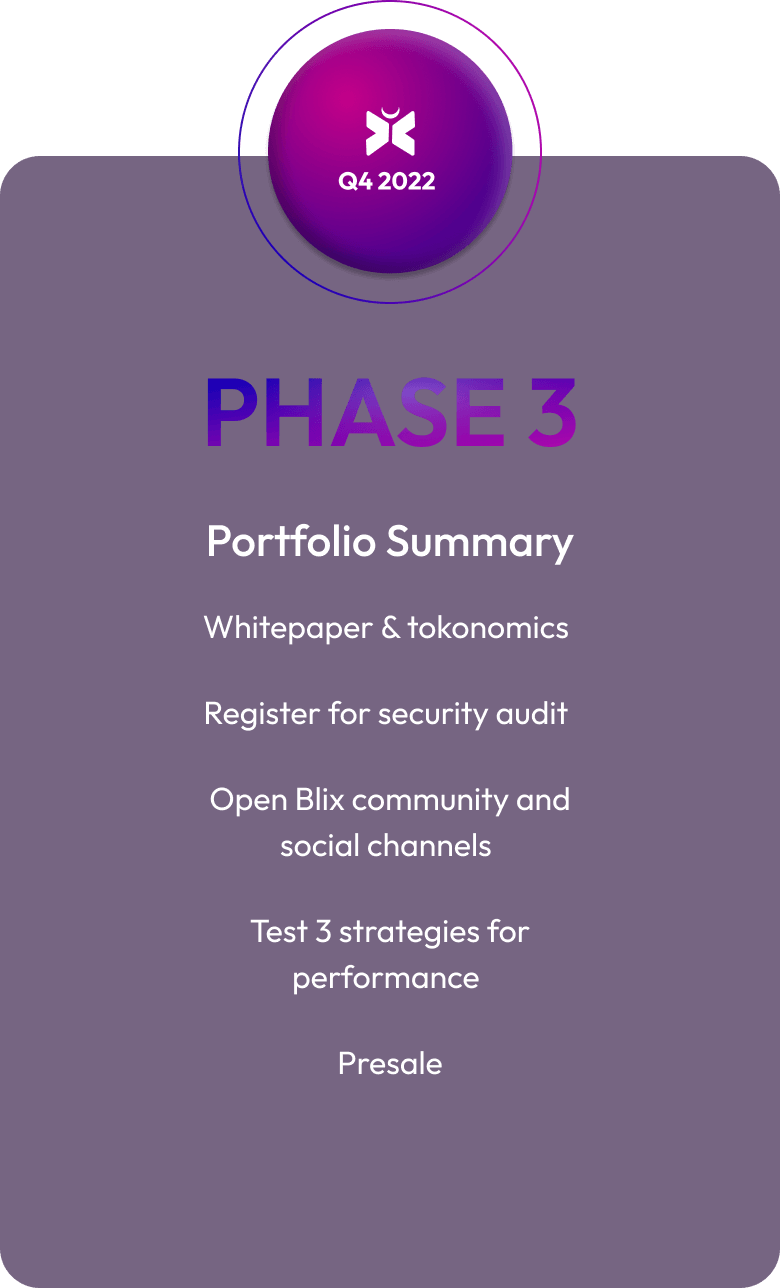 Q4 2022
PHASE 3
Portfolio Summary
Whitepaper & tokonomics
Register for security audit
Open Blix community and
social channels
Test 3 strategies for
performance
Presale